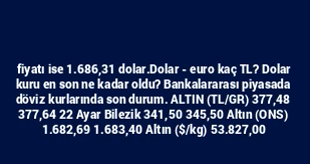 fiyatı ise 1.686,31 dolar.Dolar - euro kaç TL? Dolar
kuru en son ne kadar oldu? Bankalararası piyasada
döviz kurlarında son durum. ALTIN (TL/GR) 377,48
377,64 22 Ayar Bilezik 341,50 345,50 Altın (ONS)
1.682,69 1.683,40 Altın ($/kg) 53.827,00